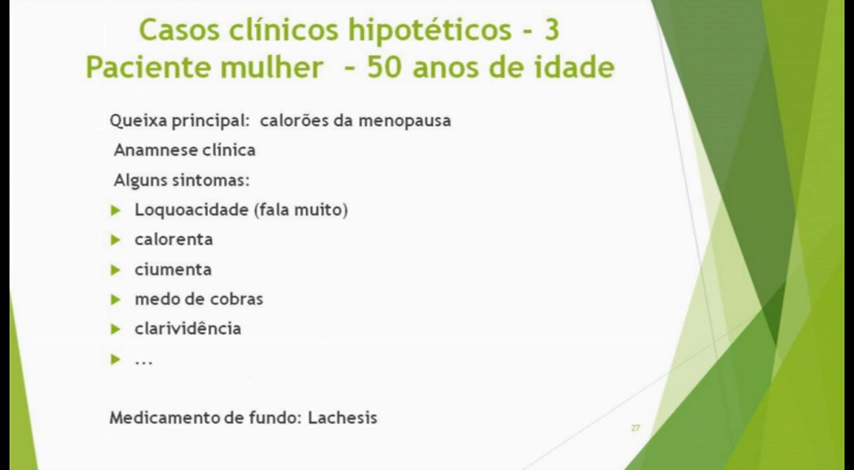 Casos clínicos hipotéticos - 3
Paciente mulher - 50 anos de idade
Queixa principal: calorões da menopausa
Anamnese clínica
Alguns sintomas:
Loquoacidade (fala muito)
calorenta
ciumenta
medo de cobras
clarividência
...
Medicamento de fundo: Lachesis
27